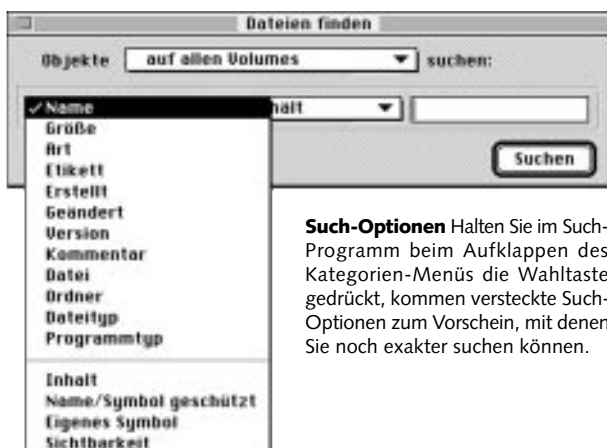 Dateien finden
Objekte auf allen Volumes suchen:
Name hält
Größe
Art
Etikett
Erstellt
Geändert
Version
Kommentar
Datei
Ordner
Dateityp
Programmtyp
Inhalt
Name/Symbol geschützt
Eigenes Symbol
Sichtbarkeit
Suchen
Such-Optionen Halten Sie im Such-
Programm beim Aufklappen des
Kategorien-Menüs die Wahltaste
gedrückt, kommen versteckte Such-
Optionen zum Vorschein, mit denen
Sie noch exakter suchen können.